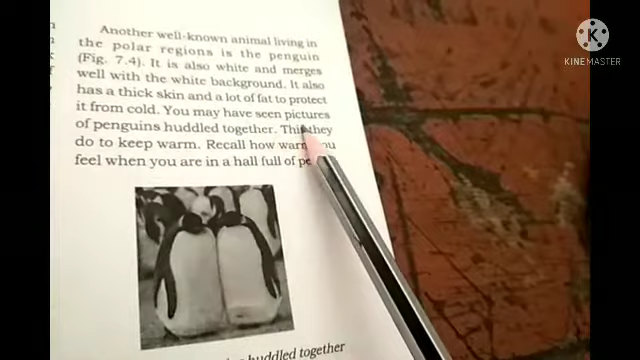 Another well-known animal living in
the polar regions is the penguin
(Fig. 7.4). It is also white and merges
well with the white background. It also
has a thick skin and a lot of fat to protect
it from cold. You may have seen pictures
of penguins huddled together. This they
do to keep warm. Recall how warm you
feel when you are in a hall full of
huddled together
K
KINEMASTER